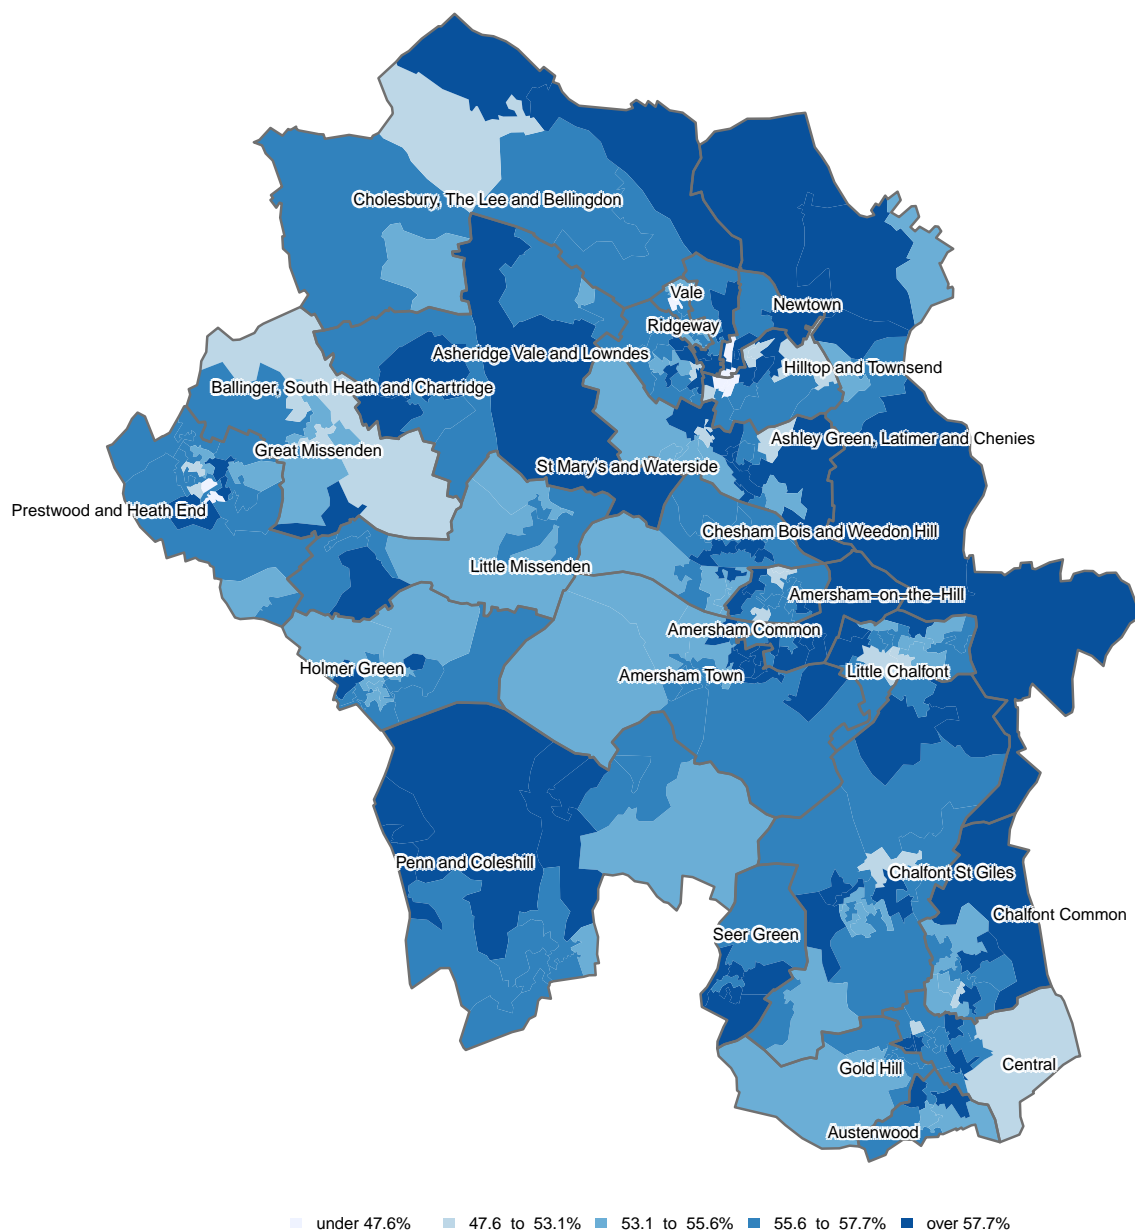 Cholesbury, The Lee and Bellingdon
Vale
Newtown
Ridgeway
Asheridge Vale and Lowndes
Hilltop and Townsend
Ballinger, South Heath and Chartridge
Ashley Green, Latimer and Chenies
Great Missenden
St Mary's and Waterside
Prestwood and Heath End
Chesham Bois and Weedon Hill
Little Missenden
Amersham-on-the-Hill
Amersham Common
Holmer Green
Amersham Town
Little Chalfont
Penn and Coleshill
Chalfont St Giles
Chalfont Common
Seer Green
Central
Gold Hill
Austenwood
under 47.6% 47.6 to 53.1% 53.1 to 55.6% 55.6 to 57.7% over 57.7%